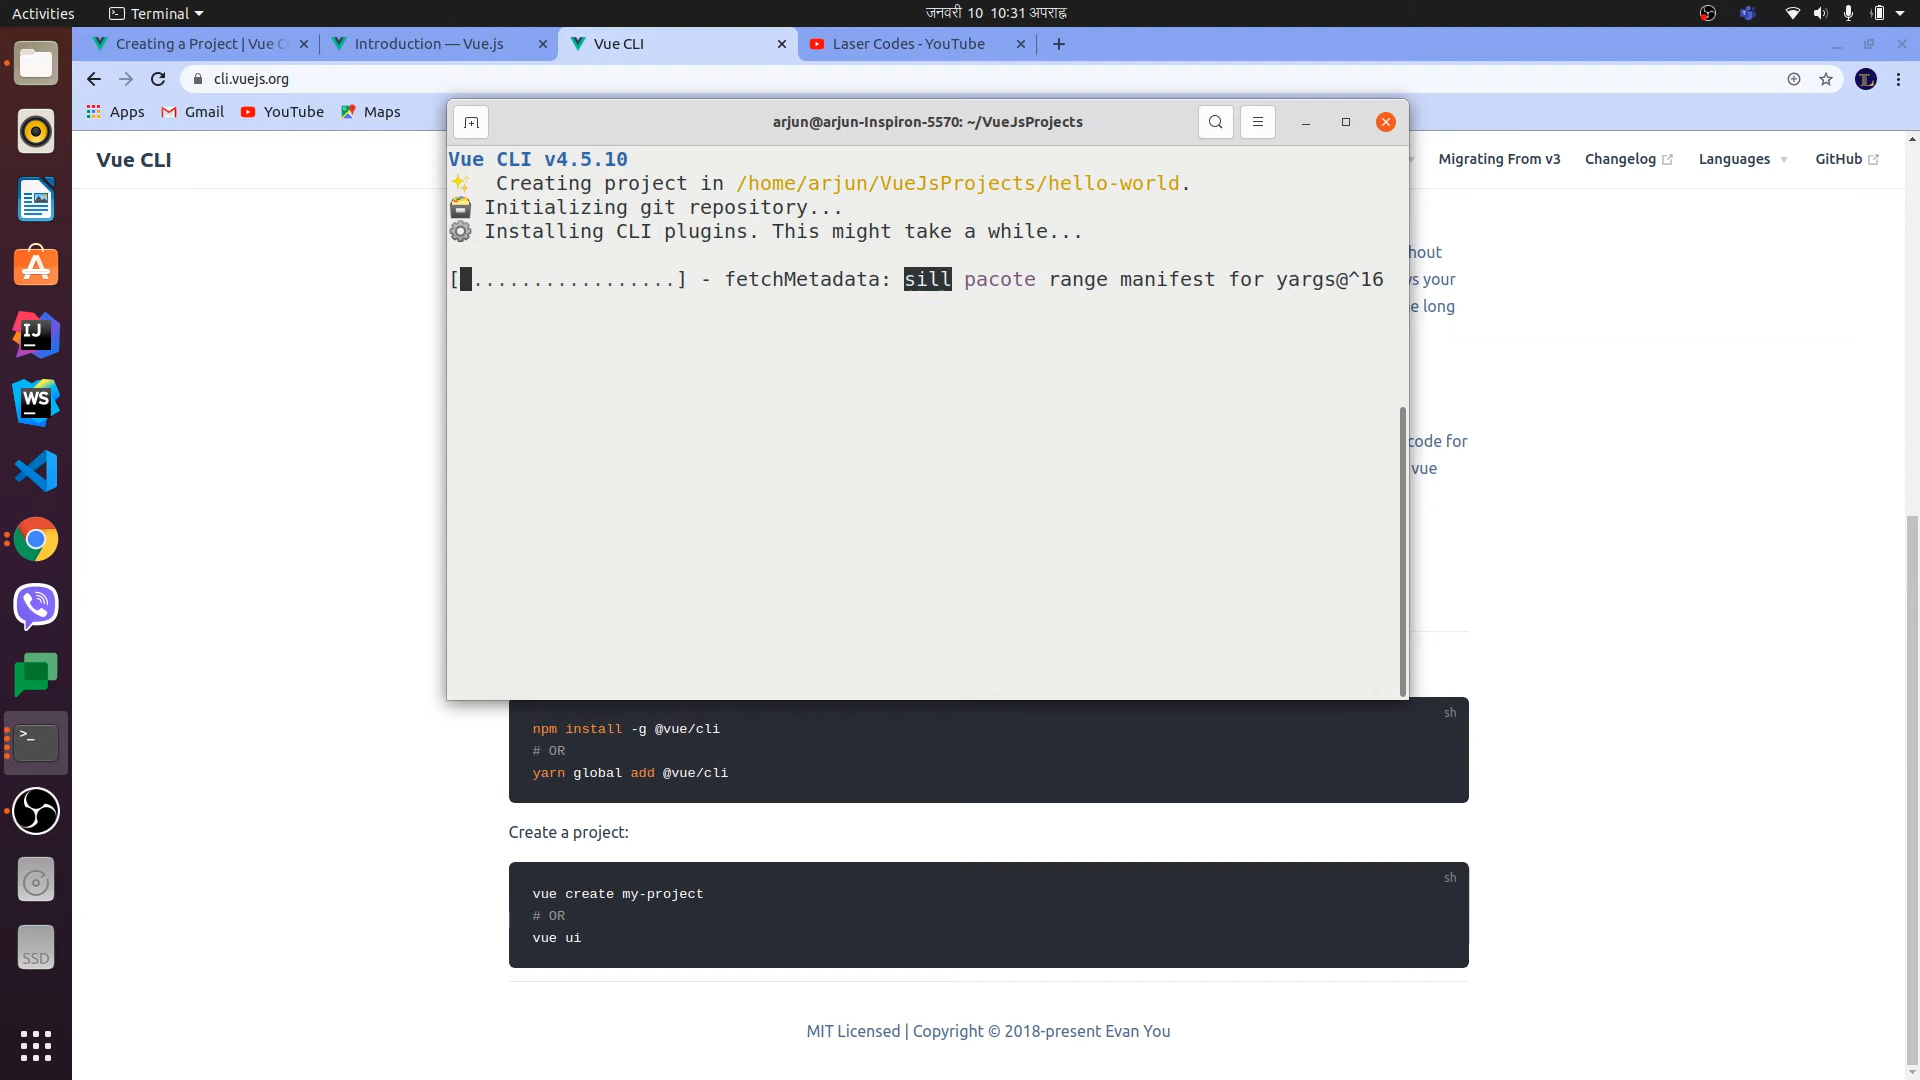 Activities
Terminal
जनवरी 10 10:31 अपराह्न
Creating a Project | Vue C
Introduction — Vue.js
Vue CLI
Laser Codes - YouTube
cli.vuejs.org
Apps
Gmail
YouTube
Maps
arjun@arjun-Inspiron-5570: ~/VueJsProjects
Vue CLI
Migrating From v3
Changelog
Languages
GitHub
Vue CLI v4.5.10
Creating project in /home/arjun/VueJsProjects/hello-world.
Initializing git repository...
Installing CLI plugins. This might take a while...
[ .................] - fetchMetadata: sill pacote range manifest for yargs@^16
hout
s your
e long
code for
vue
sh
npm install -g @vue/cli
# OR
yarn global add @vue/cli
Create a project:
sh
vue create my-project
# OR
vue ui
MIT Licensed | Copyright © 2018-present Evan You
IJ
WS
>_
SSD